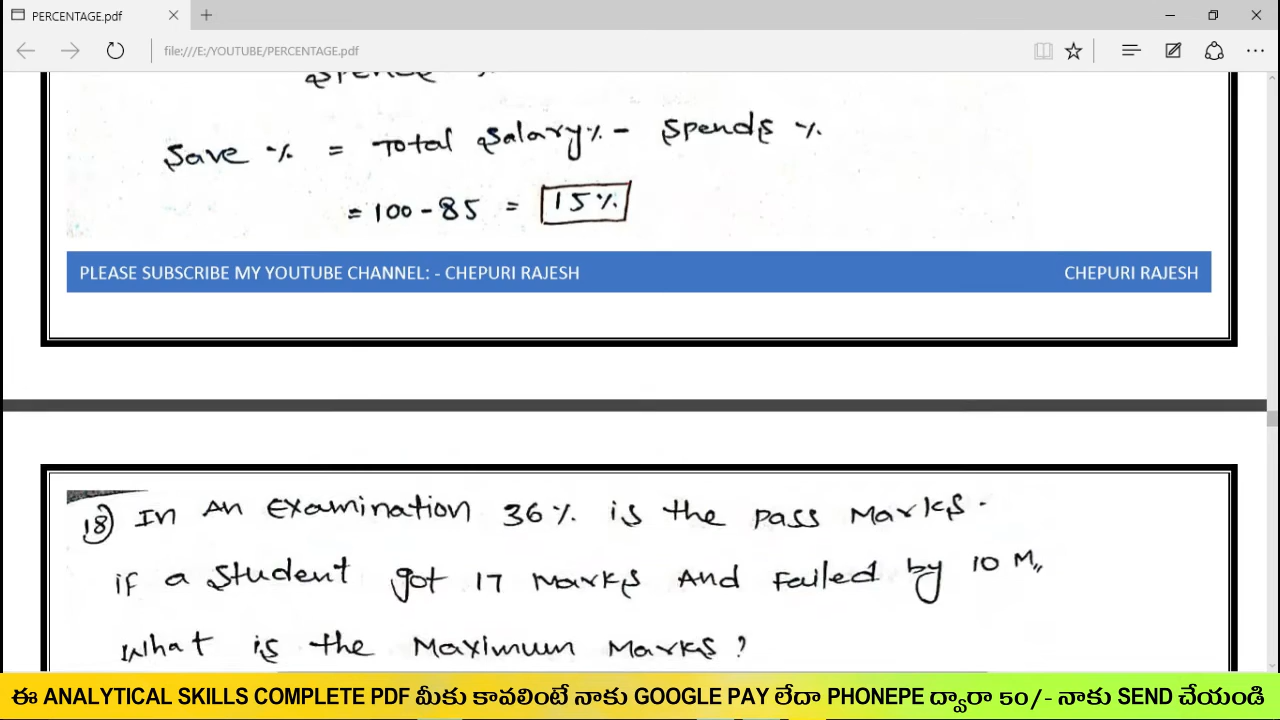 PERCENTAGE.pdf
file:///E:/YOUTUBE/PERCENTAGE.pdf
Save % = Total Salary% - Spends %
= 100 - 85 = 15%
PLEASE SUBSCRIBE MY YOUTUBE CHANNEL: - CHEPURI RAJESH CHEPURI RAJESH
18) In An Examination 36% is the pass Marks.
if a student got 17 Marks And Failed by 10 M,,
What is the Maximum Marks?
ఈ ANALYTICAL SKILLS COMPLETE PDF మీకు కావలింటే నాకు GOOGLE PAY లేదా PHONEPE ద్వారా 50/- నాకు SEND చేయండి